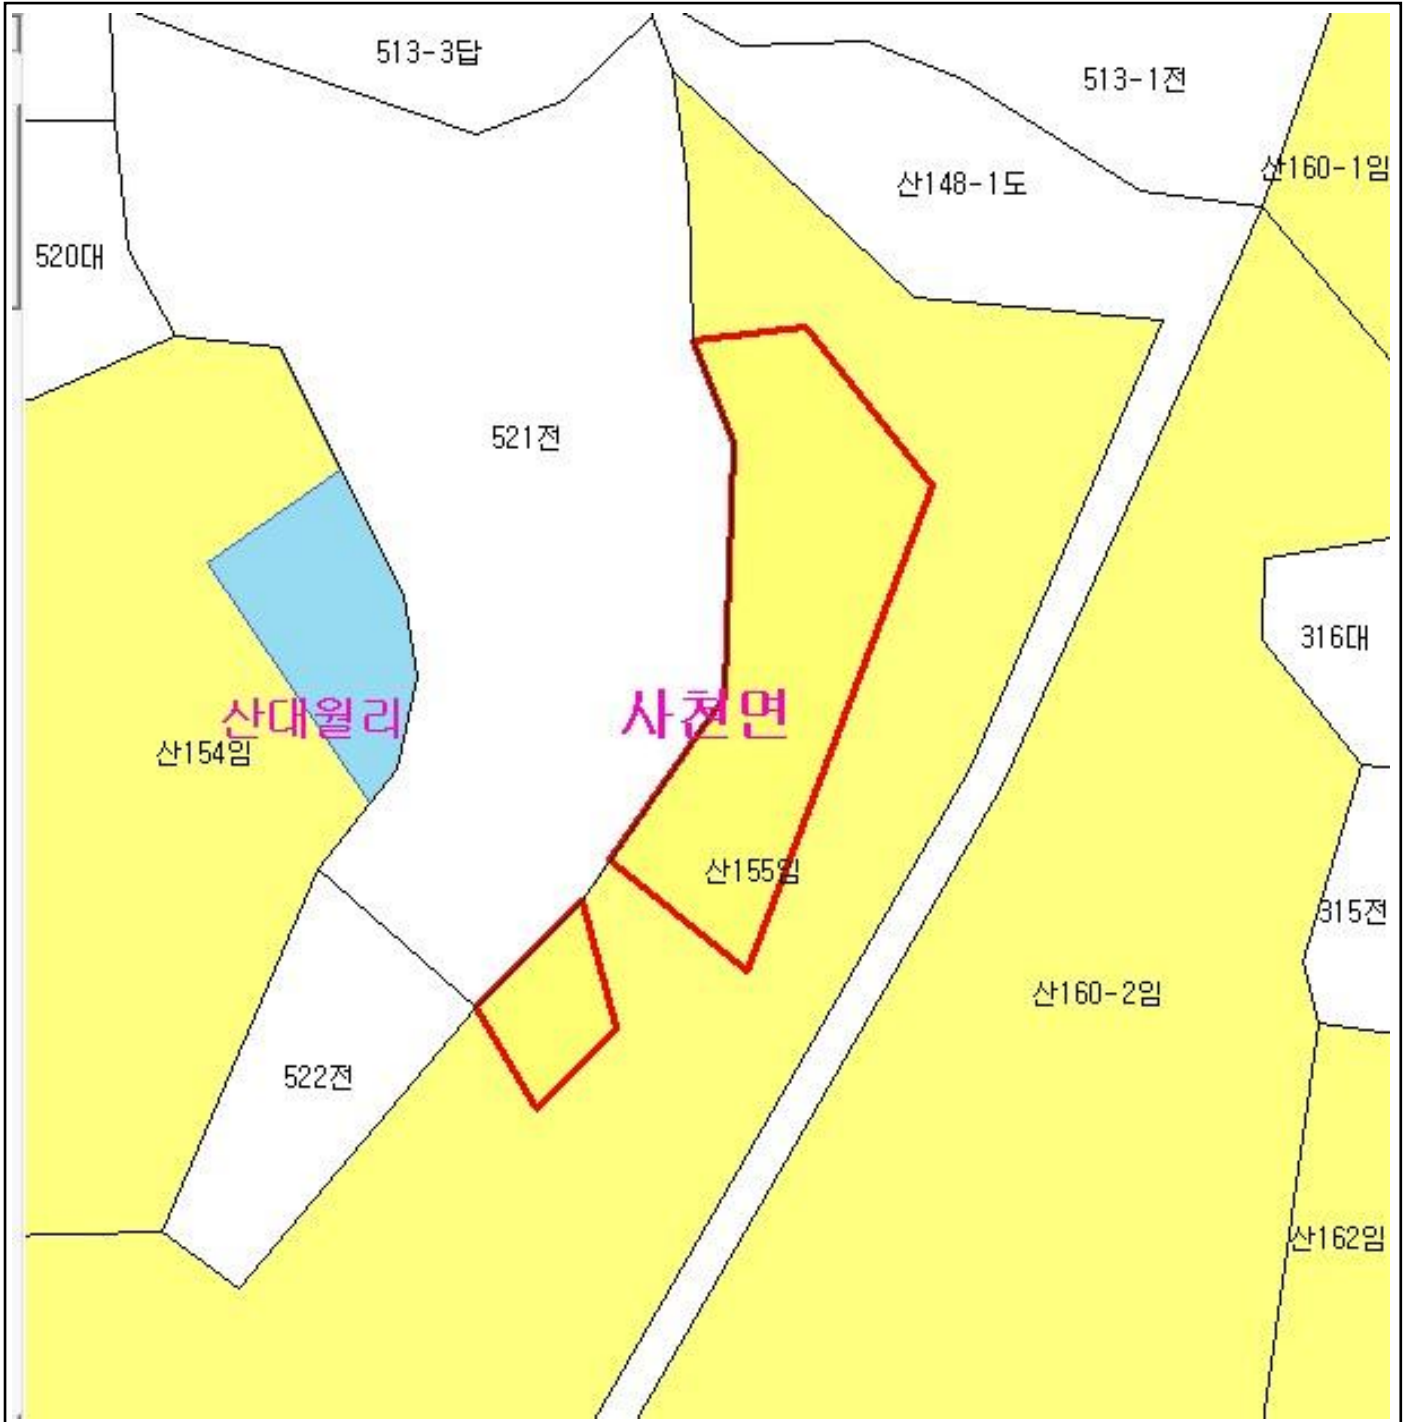 513-3답
513-1전
산160-1임
산148-1도
520대
521전
316대
산대월리
사천면
산154임
산155임
315전
산160-2임
522전
산162임